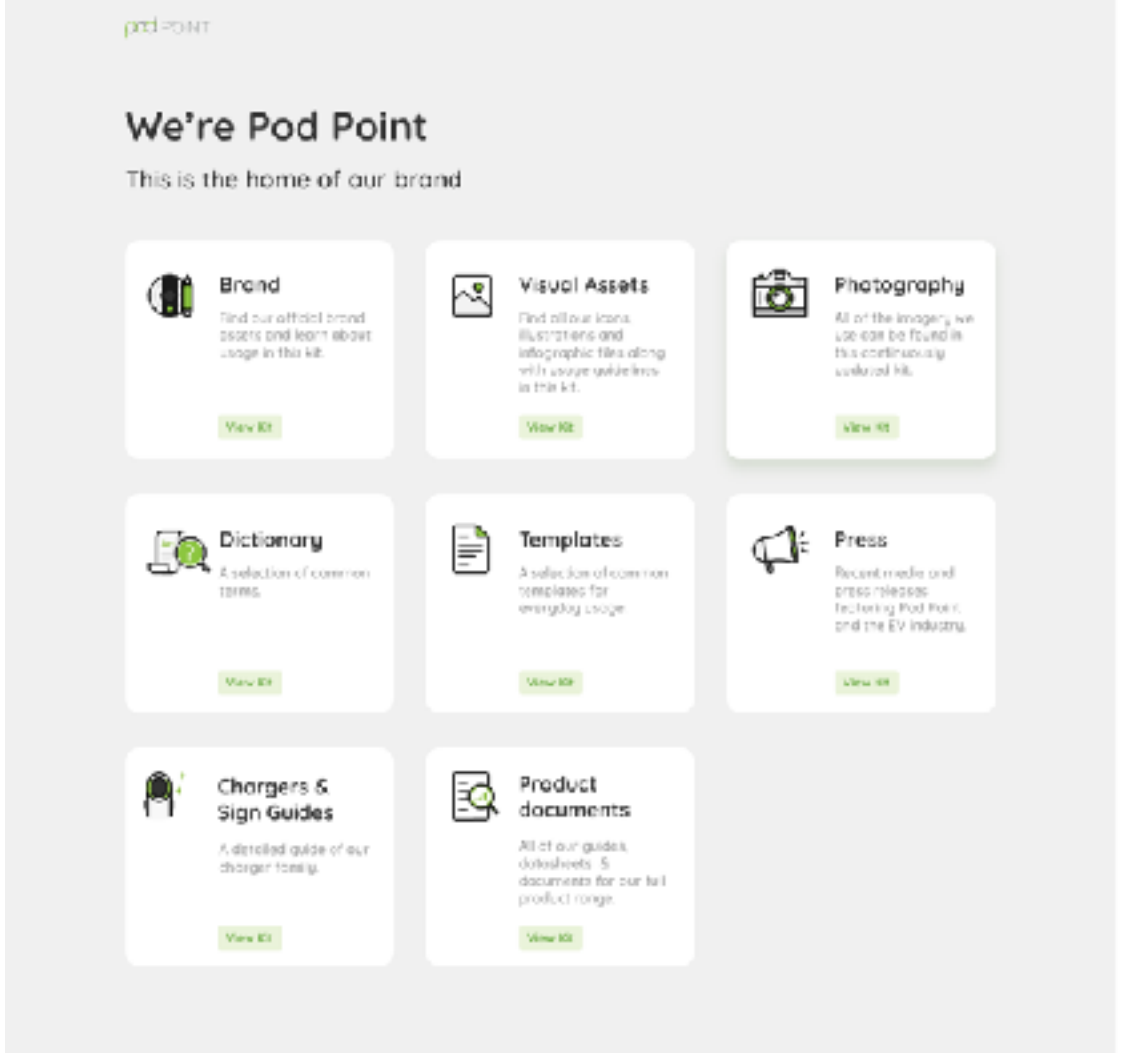 pod POINT
We're Pod Point
This is the home of our brand
Brand
Find our official brand
assets and learn about
usage in this kit.
View Kit
Visual Assets
Find all our icons,
illustrations and
infographic files along
with usage guidelines
in this kit.
View Kit
Photography
All of the imagery we
use can be found in
this continuously
updated kit.
View Kit
Dictionary
A selection of common
terms.
View Kit
Templates
A selection of common
templates for
everyday usage
View Kit
Press
Recent media and
press releases
featuring Pod Point
and the EV industry.
View Kit
Chargers &
Sign Guides
A detailed guide of our
charger family.
View Kit
Product
documents
All of our guides,
datasheets &
documents for our full
product range.
View Kit